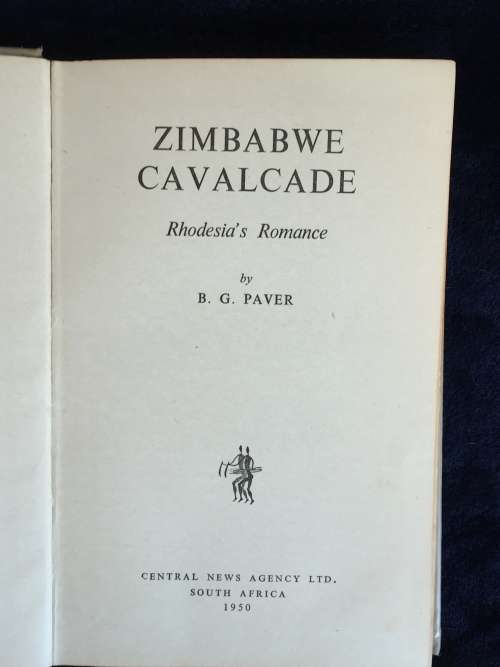 ZIMBABWE
CAVALCADE
Rhodesia's Romance
by
B. G. PAVER
CENTRAL NEWS AGENCY LTD.
SOUTH AFRICA
1950